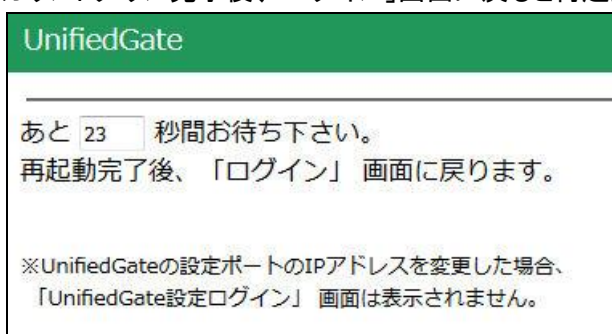 UnifiedGate
あと 23 秒間お待ち下さい。
再起動完了後、「ログイン」 画面に戻ります。
※UnifiedGateの設定ポートのIPアドレスを変更した場合、
「UnifiedGate設定ログイン」 画面は表示されません。